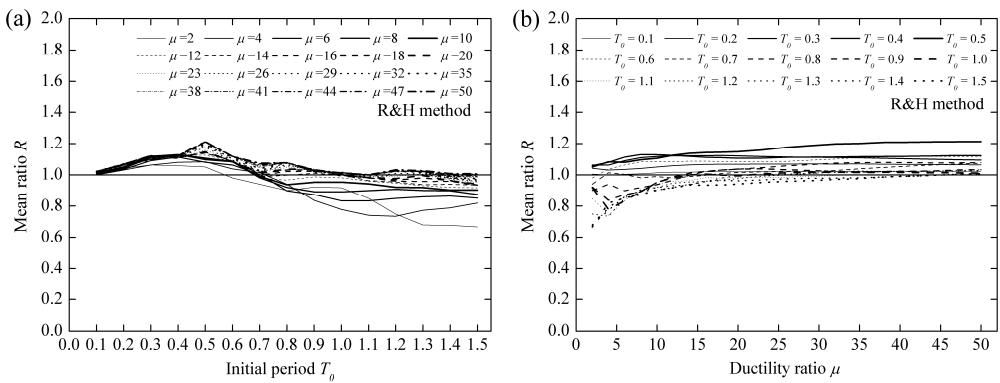 (a)
2.0
1.8
1.6
1.4
1.2
1.0
0.8
0.6
0.4
0.2
0.0
Mean ratio R
μ=2 μ=4 μ=6 μ=8 μ=10
μ=12 μ=14 μ=16 μ=18 μ=20
μ=23 μ=26 μ=29 μ=32 μ=35
μ=38 μ=41 μ=44 μ=47 μ=50
R&H method
0.0 0.1 0.2 0.3 0.4 0.5 0.6 0.7 0.8 0.9 1.0 1.1 1.2 1.3 1.4 1.5
Initial period T0
(b)
2.0
1.8
1.6
1.4
1.2
1.0
0.8
0.6
0.4
0.2
0.0
Mean ratio R
T0 = 0.1 T0 = 0.2 T0 = 0.3 T0 = 0.4 T0 = 0.5
T0 = 0.6 T0 = 0.7 T0 = 0.8 T0 = 0.9 T0 = 1.0
T0 = 1.1 T0 = 1.2 T0 = 1.3 T0 = 1.4 T0 = 1.5
R&H method
0 5 10 15 20 25 30 35 40 45 50
Ductility ratio μ